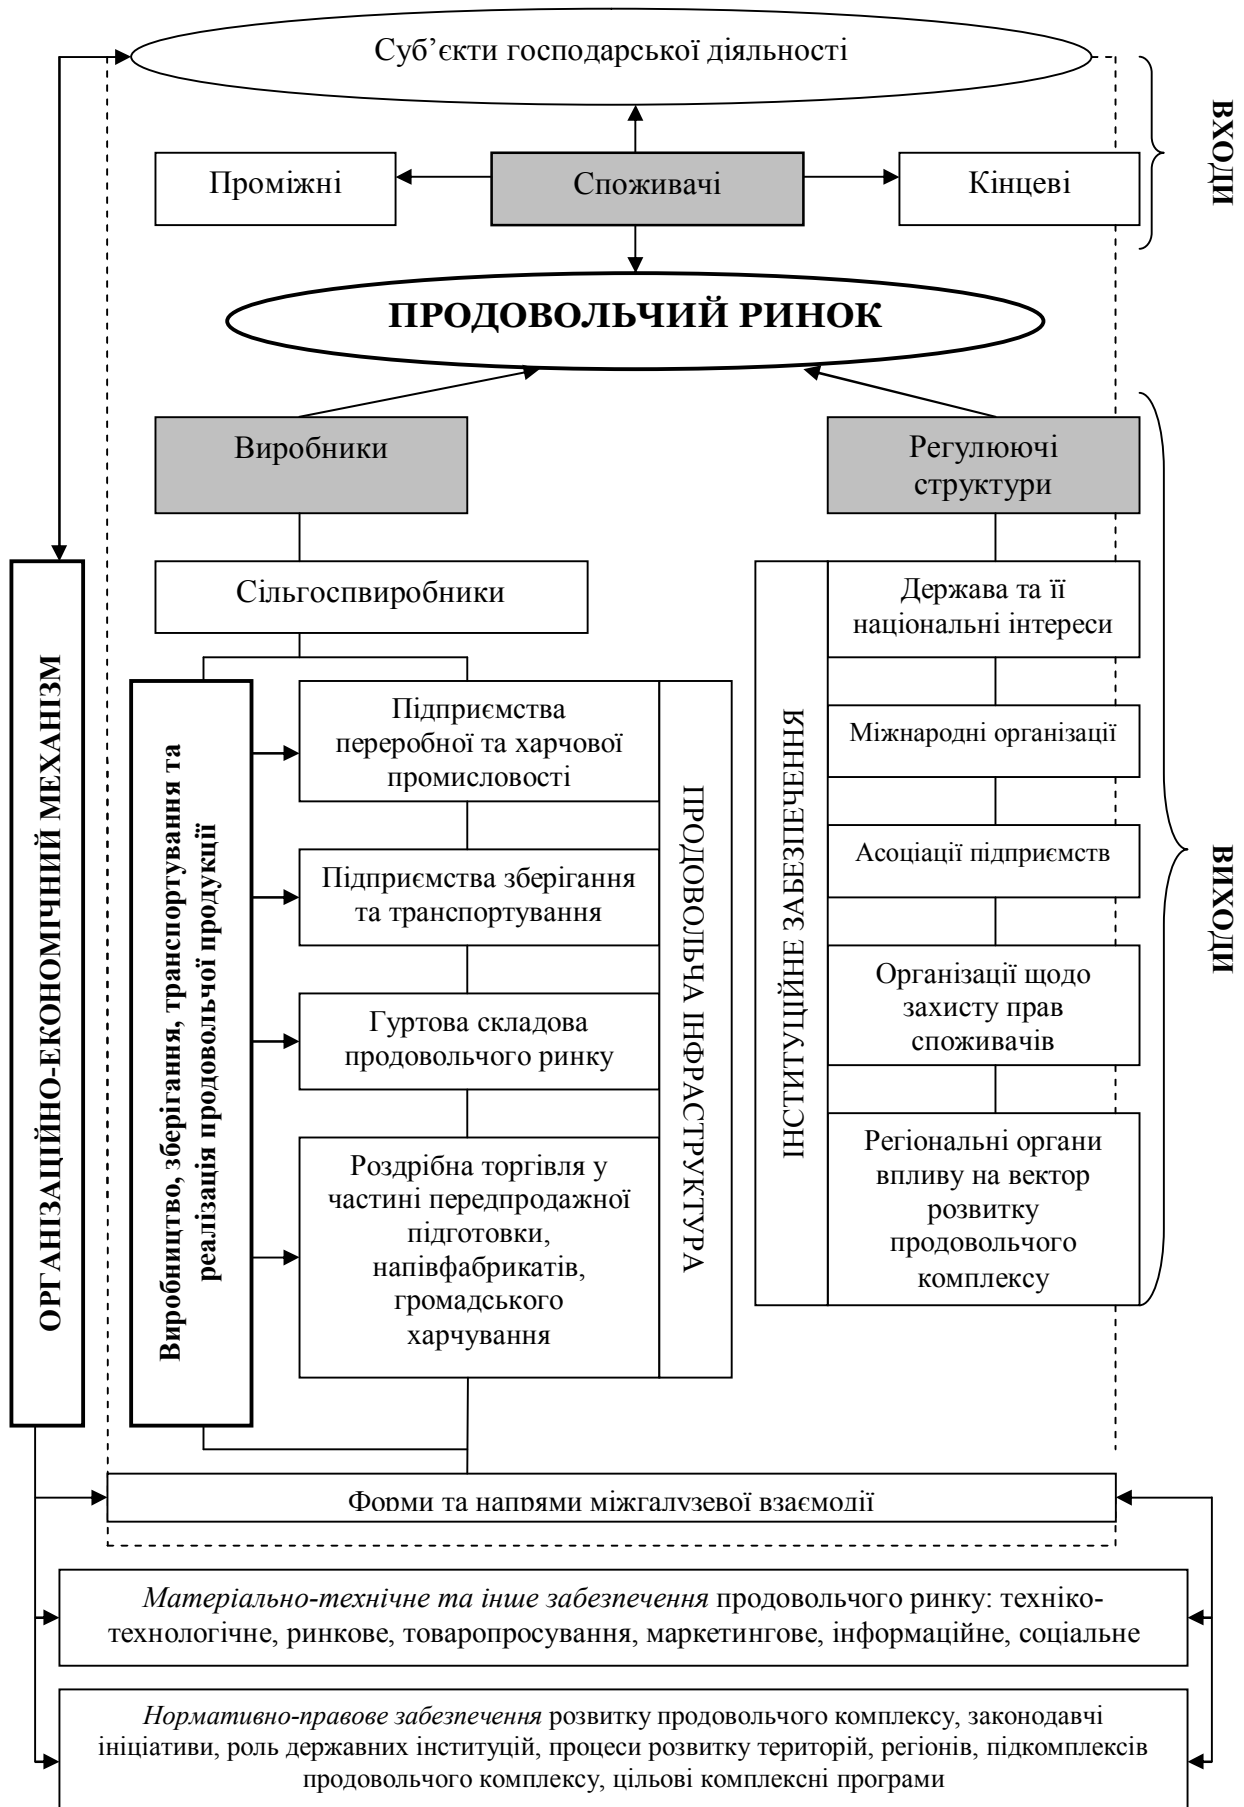 Суб’єкти господарської діяльності
ВХОДИ
Проміжні
Споживачі
Кінцеві
ПРОДОВОЛЬЧИЙ РИНОК
Виробники
Регулюючі
структури
Сільгоспвиробники
Держава та її
національні інтереси
ОРГАНІЗАЦІЙНО-ЕКОНОМІЧНИЙ МЕХАНІЗМ
Виробництво, зберігання, транспортування та
реалізація продовольчої продукції
Підприємства
переробної та харчової
промисловості
Підприємства зберігання
та транспортування
Гуртова складова
продовольчого ринку
Роздрібна торгівля у
частині передпродажної
підготовки,
напівфабрикатів,
громадського
харчування
ПРОДОВОЛЬЧА ІНФРАСТРУКТУРА
ІНСТИТУЦІЙНЕ ЗАБЕЗПЕЧЕННЯ
Міжнародні організації
Асоціації підприємств
Організації щодо
захисту прав
споживачів
Регіональні органи
впливу на вектор
розвитку
продовольчого
комплексу
ВИХОДИ
Форми та напрями міжгалузевої взаємодії
Матеріально-технічне та інше забезпечення продовольчого ринку: техніко-
технологічне, ринкове, товаропросування, маркетингове, інформаційне, соціальне
Нормативно-правове забезпечення розвитку продовольчого комплексу, законодавчі
ініціативи, роль державних інституцій, процеси розвитку територій, регіонів, підкомплексів
продовольчого комплексу, цільові комплексні програми